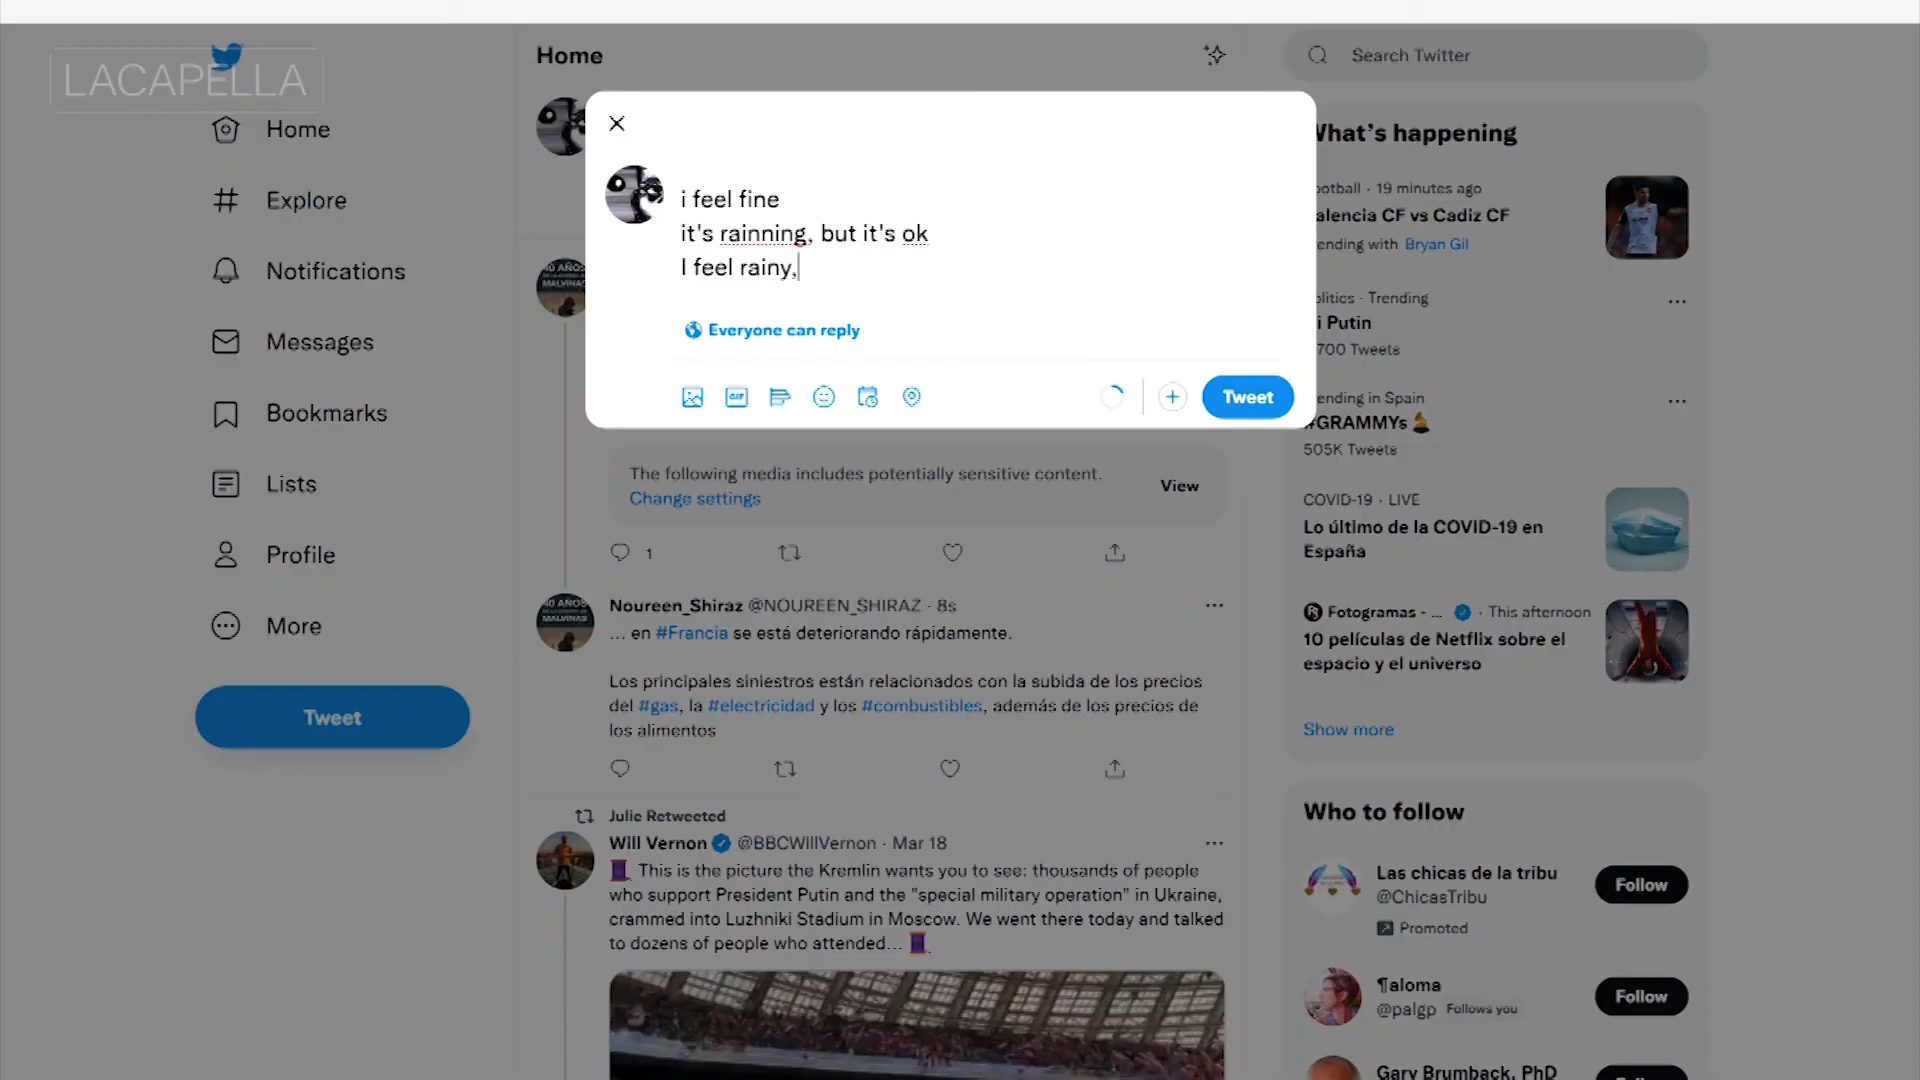 LACAPELLA
Home
Explore
Notifications
Messages
Bookmarks
Lists
Profile
More
Tweet
Home
i feel fine
it's rainning, but it's ok
I feel rainy,
Everyone can reply
GIF
Tweet
The following media includes potentially sensitive content.
Change settings
View
1
40 AÑOS
MALVINAS
Noureen_Shiraz @NOUREEN_SHIRAZ · 8s
... en #Francia se está deteriorando rápidamente.
Los principales siniestros están relacionados con la subida de los precios
del #gas, la #electricidad y los #combustibles, además de los precios de
los alimentos
Julie Retweeted
Will Vernon @BBCWillVernon · Mar 18
This is the picture the Kremlin wants you to see: thousands of people
who support President Putin and the "special military operation" in Ukraine,
crammed into Luzhniki Stadium in Moscow. We went there today and talked
to dozens of people who attended...
Search Twitter
What's happening
ootball · 19 minutes ago
alencia CF vs Cadiz CF
ending with Bryan Gil
olitics · Trending
i Putin
700 Tweets
ending in Spain
#GRAMMYs
505K Tweets
COVID-19 · LIVE
Lo último de la COVID-19 en
España
Fotogramas - ... · This afternoon
10 películas de Netflix sobre el
espacio y el universo
Show more
Who to follow
Las chicas de la tribu
@ChicasTribu
Promoted
Follow
¶aloma
@palgp Follows you
Follow
Gary Brumback, PhD